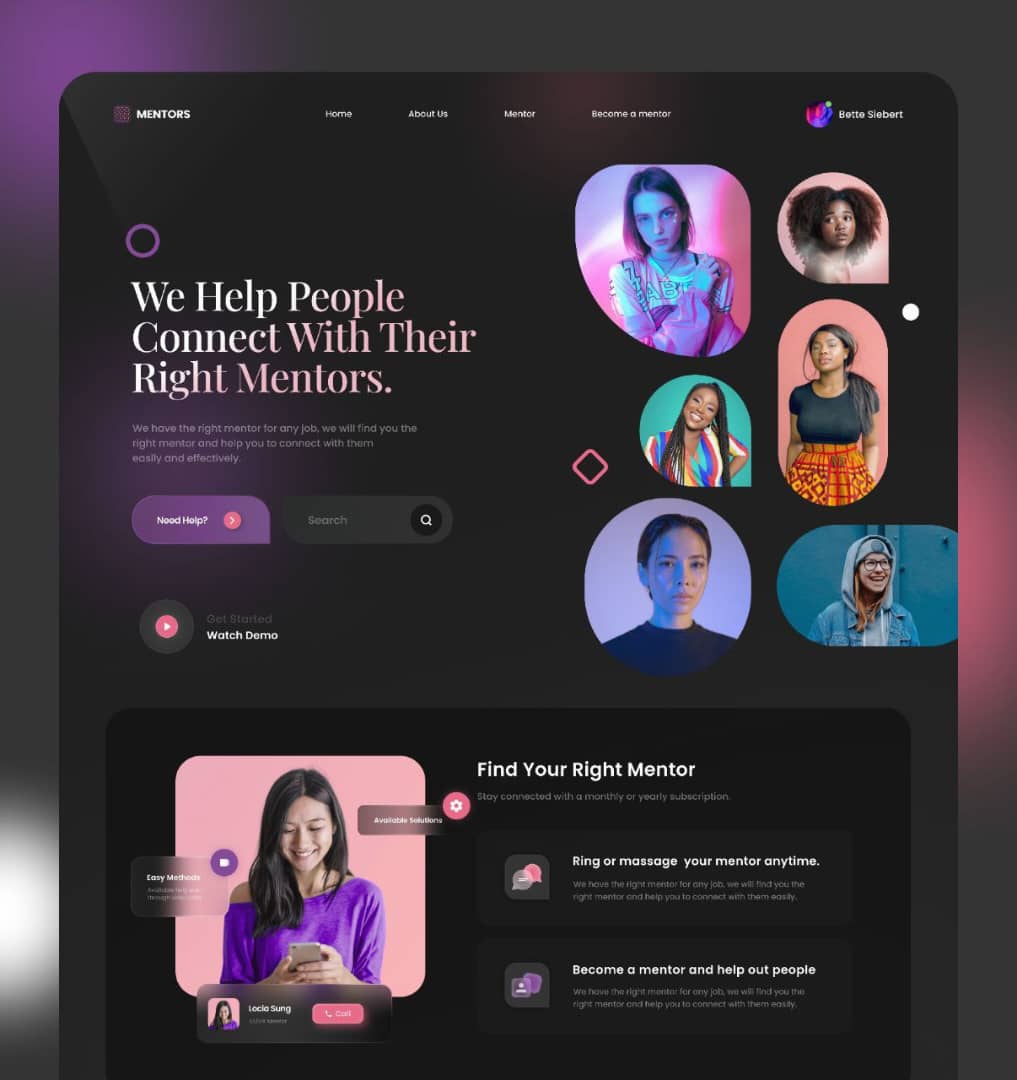 MENTORS
Home
About Us
Mentor
Become a mentor
Bette Siebert
We Help People
Connect With Their
Right Mentors.
We have the right mentor for any job, we will find you the
right mentor and help you to connect with them
easily and effectively.
Need Help?
Search
Get Started
Watch Demo
BABE
Find Your Right Mentor
Stay connected with a monthly or yearly subscription.
Available Solutions
Easy Methods
Available help
through
Ring or massage  your mentor anytime.
We have the right mentor for any job, we will find you the
right mentor and help you to connect with them easily.
Become a mentor and help out people
We have the right mentor for any job, we will find you the
right mentor and help you to connect with them easily.
Locio Sung
Mentor
Call